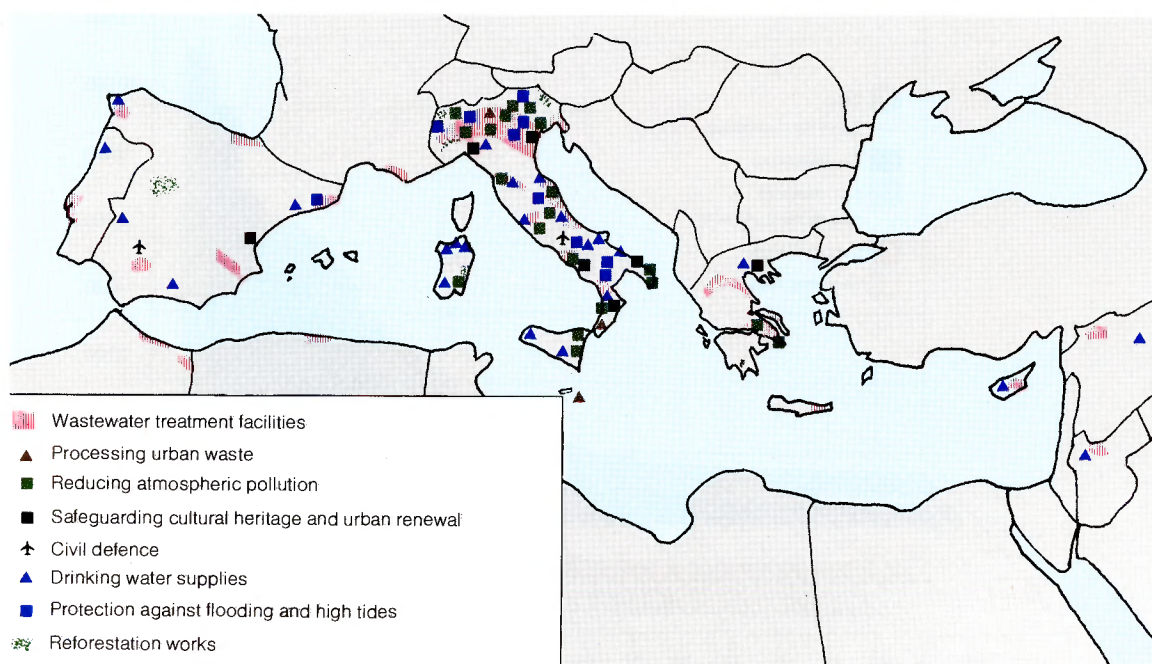 Wastewater treatment facilities
Processing urban waste
Reducing atmospheric pollution
Safeguarding cultural heritage and urban renewal
Civil defence
Drinking water supplies
Protection against flooding and high tides
Reforestation works